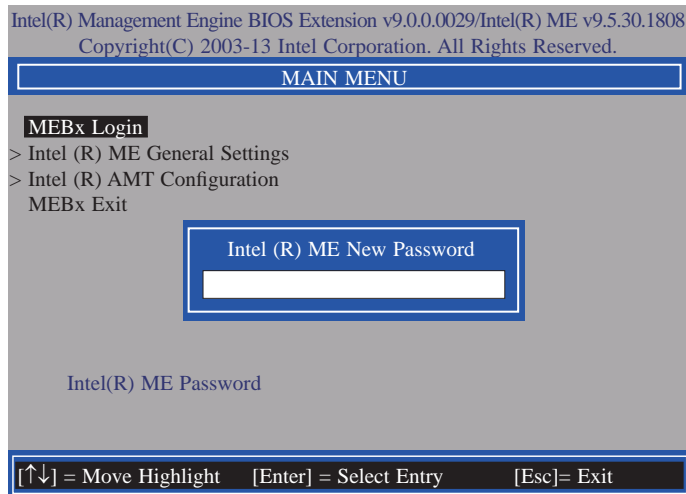 Intel(R) Management Engine BIOS Extension v9.0.0.0029/Intel(R) ME v9.5.30.1808
Copyright(C) 2003-13 Intel Corporation. All Rights Reserved.
MAIN MENU
MEBx Login
> Intel (R) ME General Settings
> Intel (R) AMT Configuration
MEBx Exit
Intel (R) ME New Password
Intel(R) ME Password
[↑↓] = Move Highlight [Enter] = Select Entry [Esc]= Exit